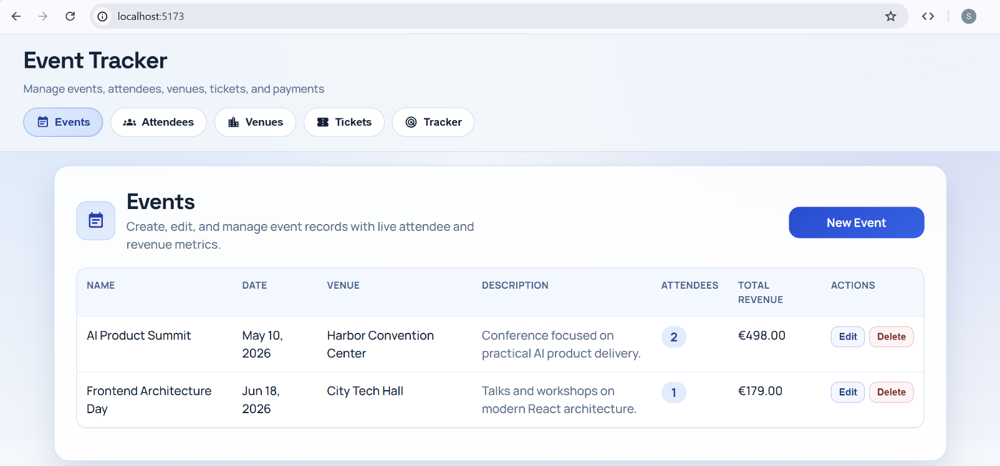 localhost:5173
S
Event Tracker
Manage events, attendees, venues, tickets, and payments
Events
Attendees
Venues
Tickets
Tracker
Events
Create, edit, and manage event records with live attendee and
revenue metrics.
New Event
NAME
DATE
VENUE
DESCRIPTION
ATTENDEES
TOTAL
REVENUE
ACTIONS
AI Product Summit
May 10,
2026
Harbor Convention
Center
Conference focused on
practical AI product delivery.
2
€498.00
Edit
Delete
Frontend Architecture
Day
Jun 18,
2026
City Tech Hall
Talks and workshops on
modern React architecture.
1
€179.00
Edit
Delete